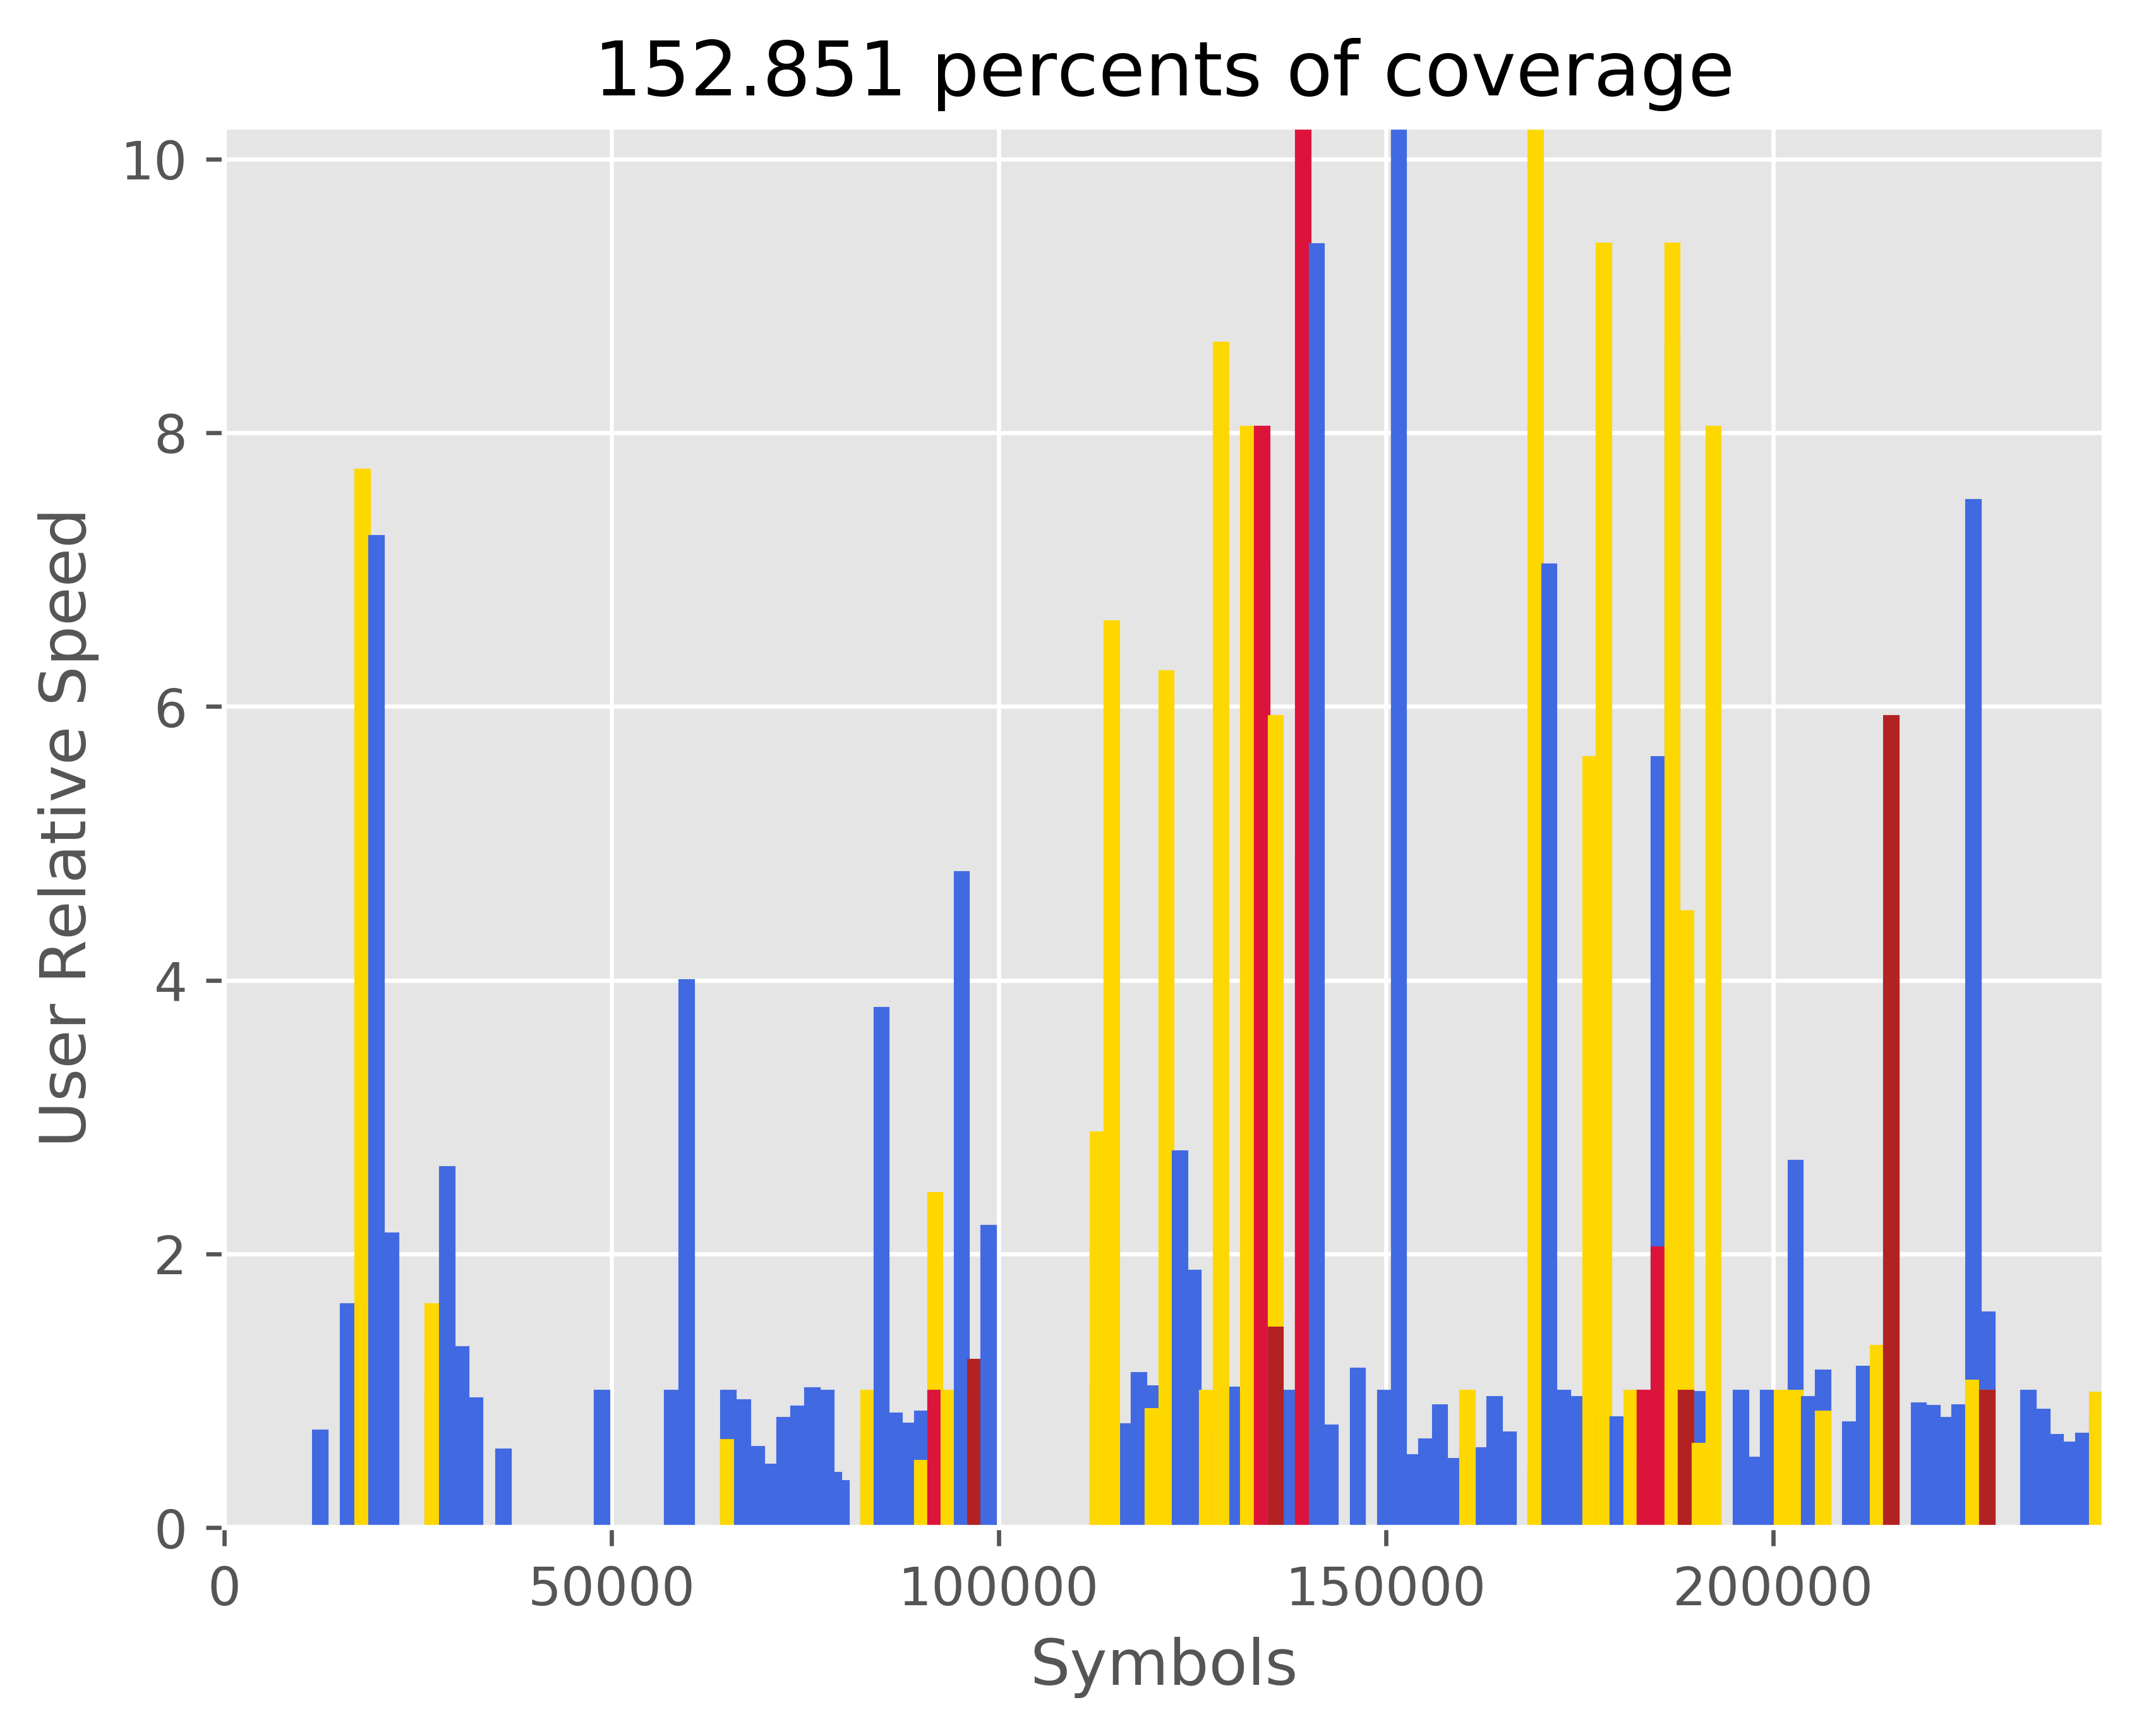 152.851 percents of coverage
User Relative Speed
10
8
6
4
2
0
0 50000 100000 150000 200000
Symbols